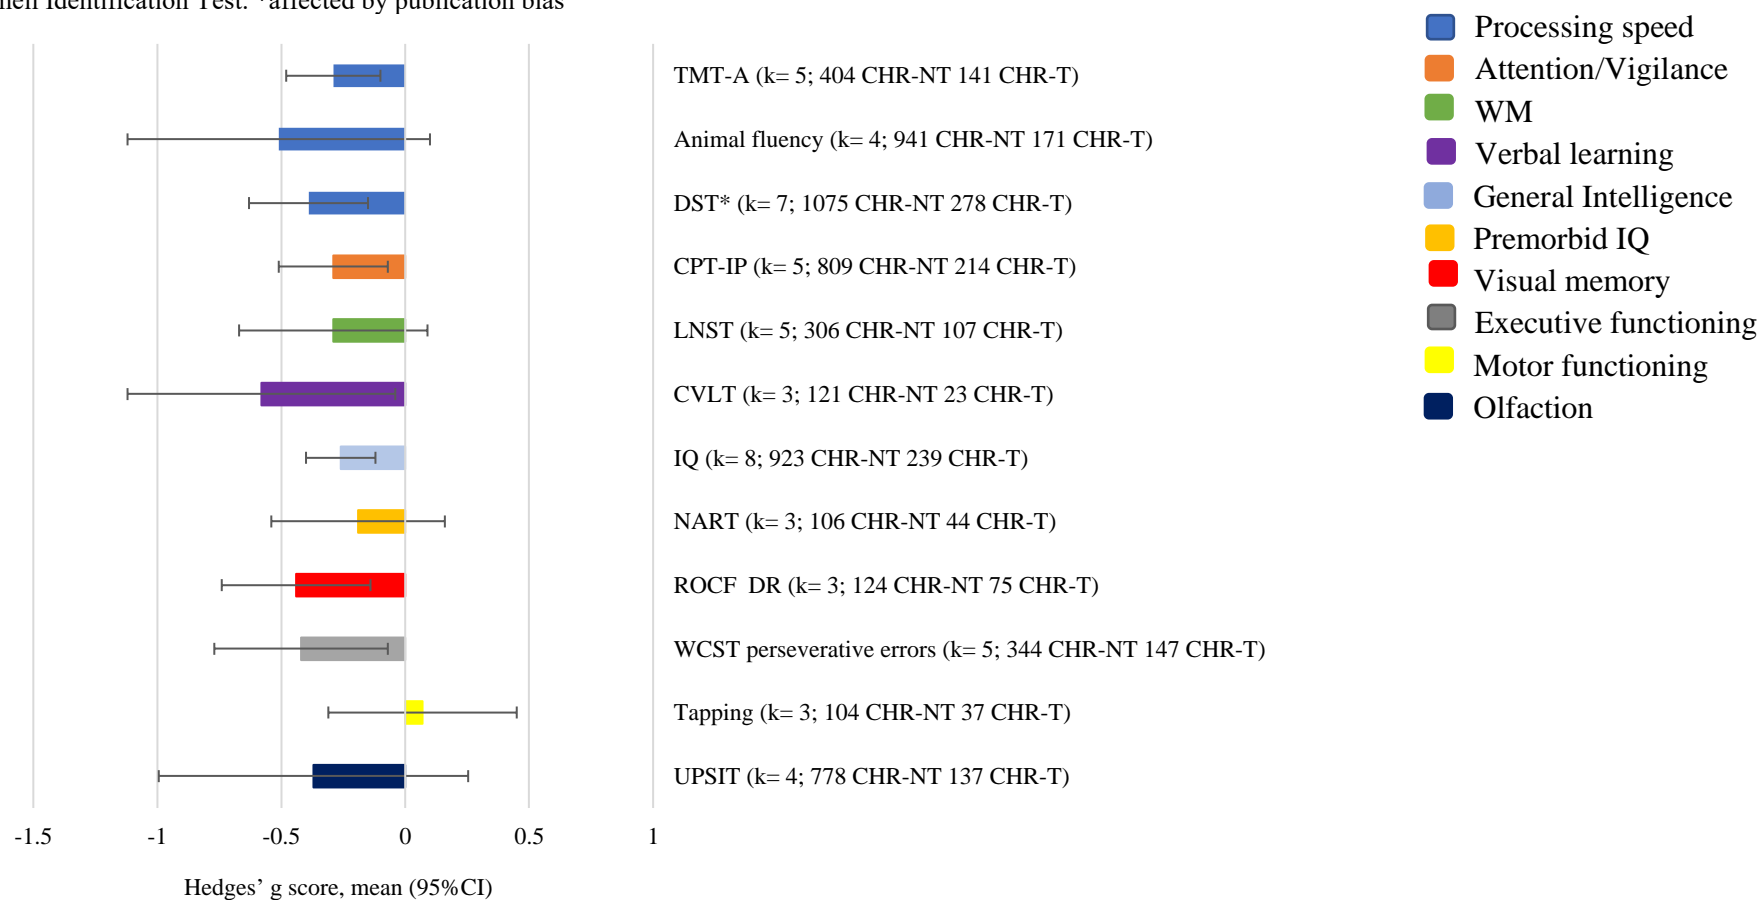 Identification Test. *affected by publication bias
TMT-A (k= 5; 404 CHR-NT 141 CHR-T)
Animal fluency (k= 4; 941 CHR-NT 171 CHR-T)
DST* (k= 7; 1075 CHR-NT 278 CHR-T)
CPT-IP (k= 5; 809 CHR-NT 214 CHR-T)
LNST (k= 5; 306 CHR-NT 107 CHR-T)
CVLT (k= 3; 121 CHR-NT 23 CHR-T)
IQ (k= 8; 923 CHR-NT 239 CHR-T)
NART (k= 3; 106 CHR-NT 44 CHR-T)
ROCF DR (k= 3; 124 CHR-NT 75 CHR-T)
WCST perseverative errors (k= 5; 344 CHR-NT 147 CHR-T)
Tapping (k= 3; 104 CHR-NT 37 CHR-T)
UPSIT (k= 4; 778 CHR-NT 137 CHR-T)
-1.5 -1 -0.5 0 0.5 1
Hedges’ g score, mean (95%CI)
Processing speed
Attention/Vigilance
WM
Verbal learning
General Intelligence
Premorbid IQ
Visual memory
Executive functioning
Motor functioning
Olfaction